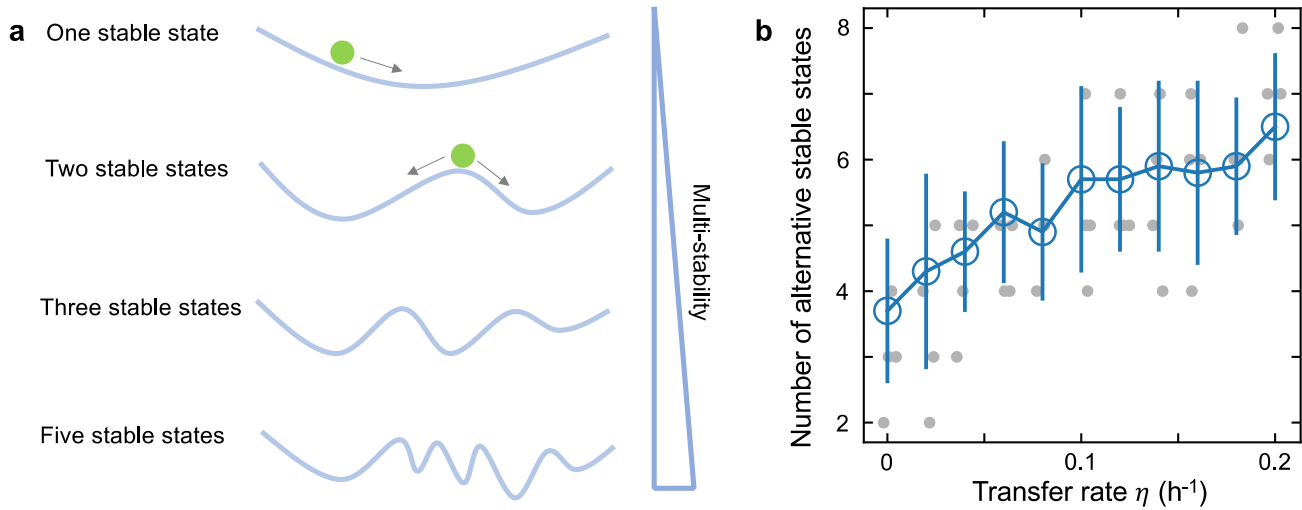 a
One stable state
Two stable states
Three stable states
Five stable states
Multi-stability
b
Number of alternative stable states
8
6
4
2
0
0.1
0.2
Transfer rate η (h⁻¹)